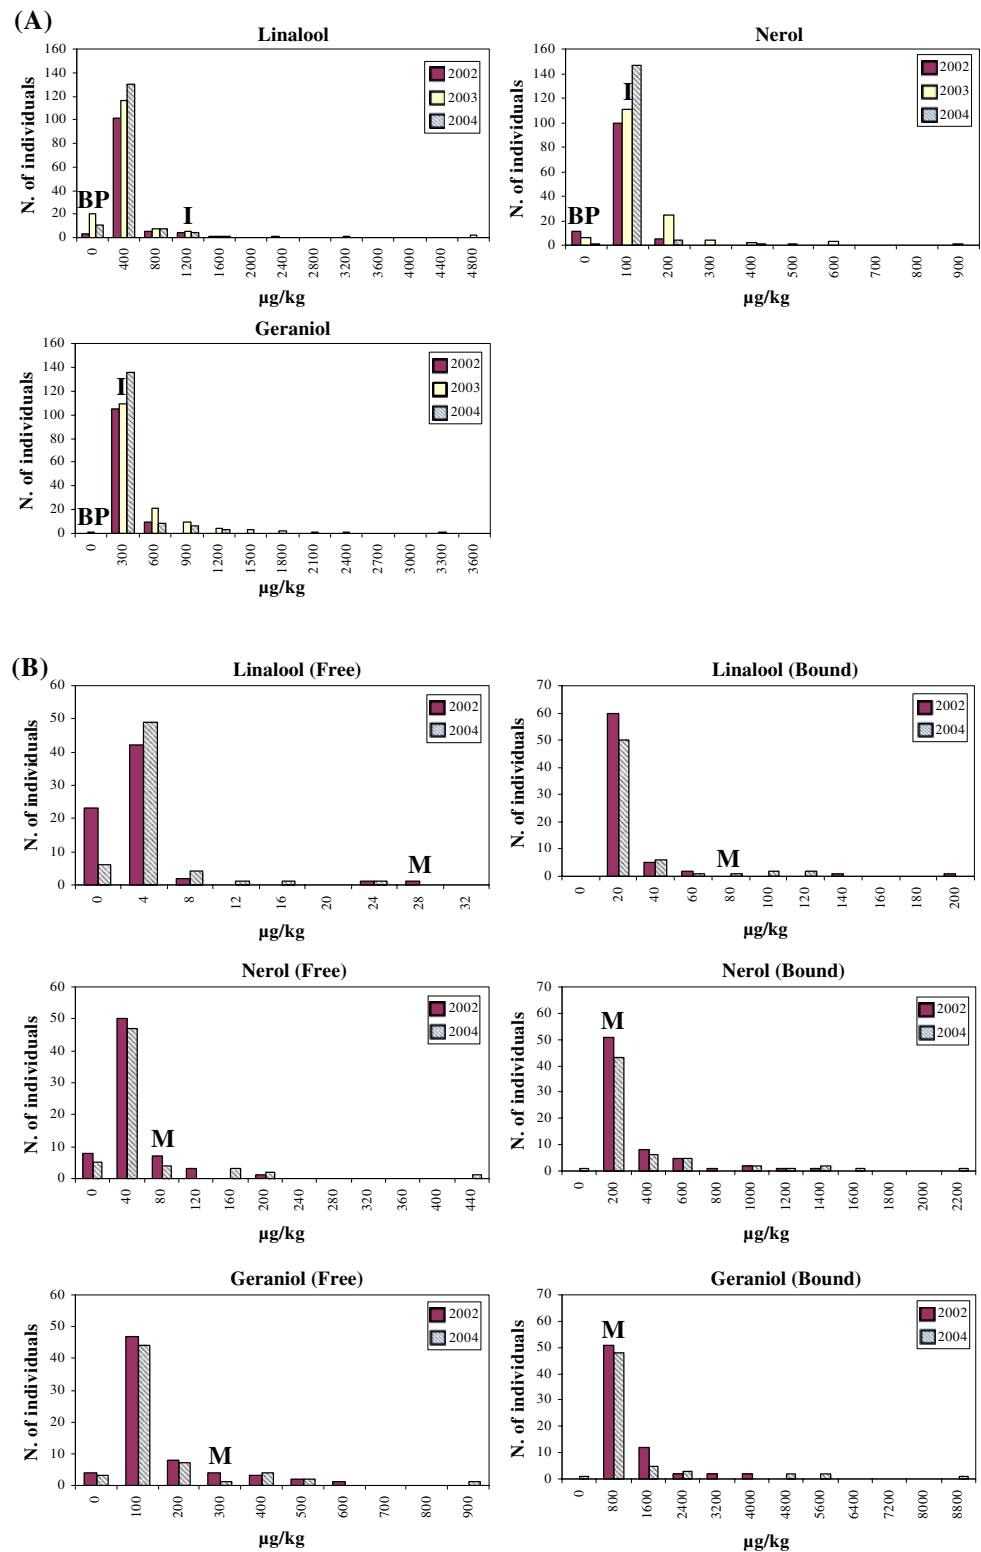 (A)
Linalool
N. of individuals
160
140
120
100
80
60
40
20
0
2002
2003
2004
BP
I
0 400 800 1200 1600 2000 2400 2800 3200 3600 4000 4400 4800
µg/kg
Nerol
N. of individuals
160
140
120
100
80
60
40
20
0
2002
2003
2004
I
BP
0 100 200 300 400 500 600 700 800 900
µg/kg
Geraniol
N. of individuals
160
140
120
100
80
60
40
20
0
2002
2003
2004
I
BP
0 300 600 900 1200 1500 1800 2100 2400 2700 3000 3300 3600
µg/kg
(B)
Linalool (Free)
N. of individuals
60
50
40
30
20
10
0
2002
2004
M
0 4 8 12 16 20 24 28 32
µg/kg
Linalool (Bound)
N. of individuals
70
60
50
40
30
20
10
0
2002
2004
M
0 20 40 60 80 100 120 140 160 180 200
µg/kg
Nerol (Free)
N. of individuals
60
50
40
30
20
10
0
2002
2004
M
0 40 80 120 160 200 240 280 320 360 400 440
µg/kg
Nerol (Bound)
N. of individuals
70
60
50
40
30
20
10
0
2002
2004
M
0 200 400 600 800 1000 1200 1400 1600 1800 2000 2200
µg/kg
Geraniol (Free)
N. of individuals
60
50
40
30
20
10
0
2002
2004
M
0 100 200 300 400 500 600 700 800 900
µg/kg
Geraniol (Bound)
N. of individuals
70
60
50
40
30
20
10
0
2002
2004
M
0 800 1600 2400 3200 4000 4800 5600 6400 7200 8000 8800
µg/kg